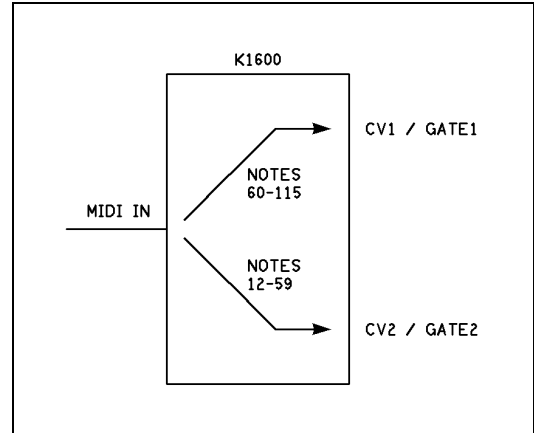 K1600
CV1 / GATE1
NOTES
60-115
MIDI IN
NOTES
12-59
CV2 / GATE2